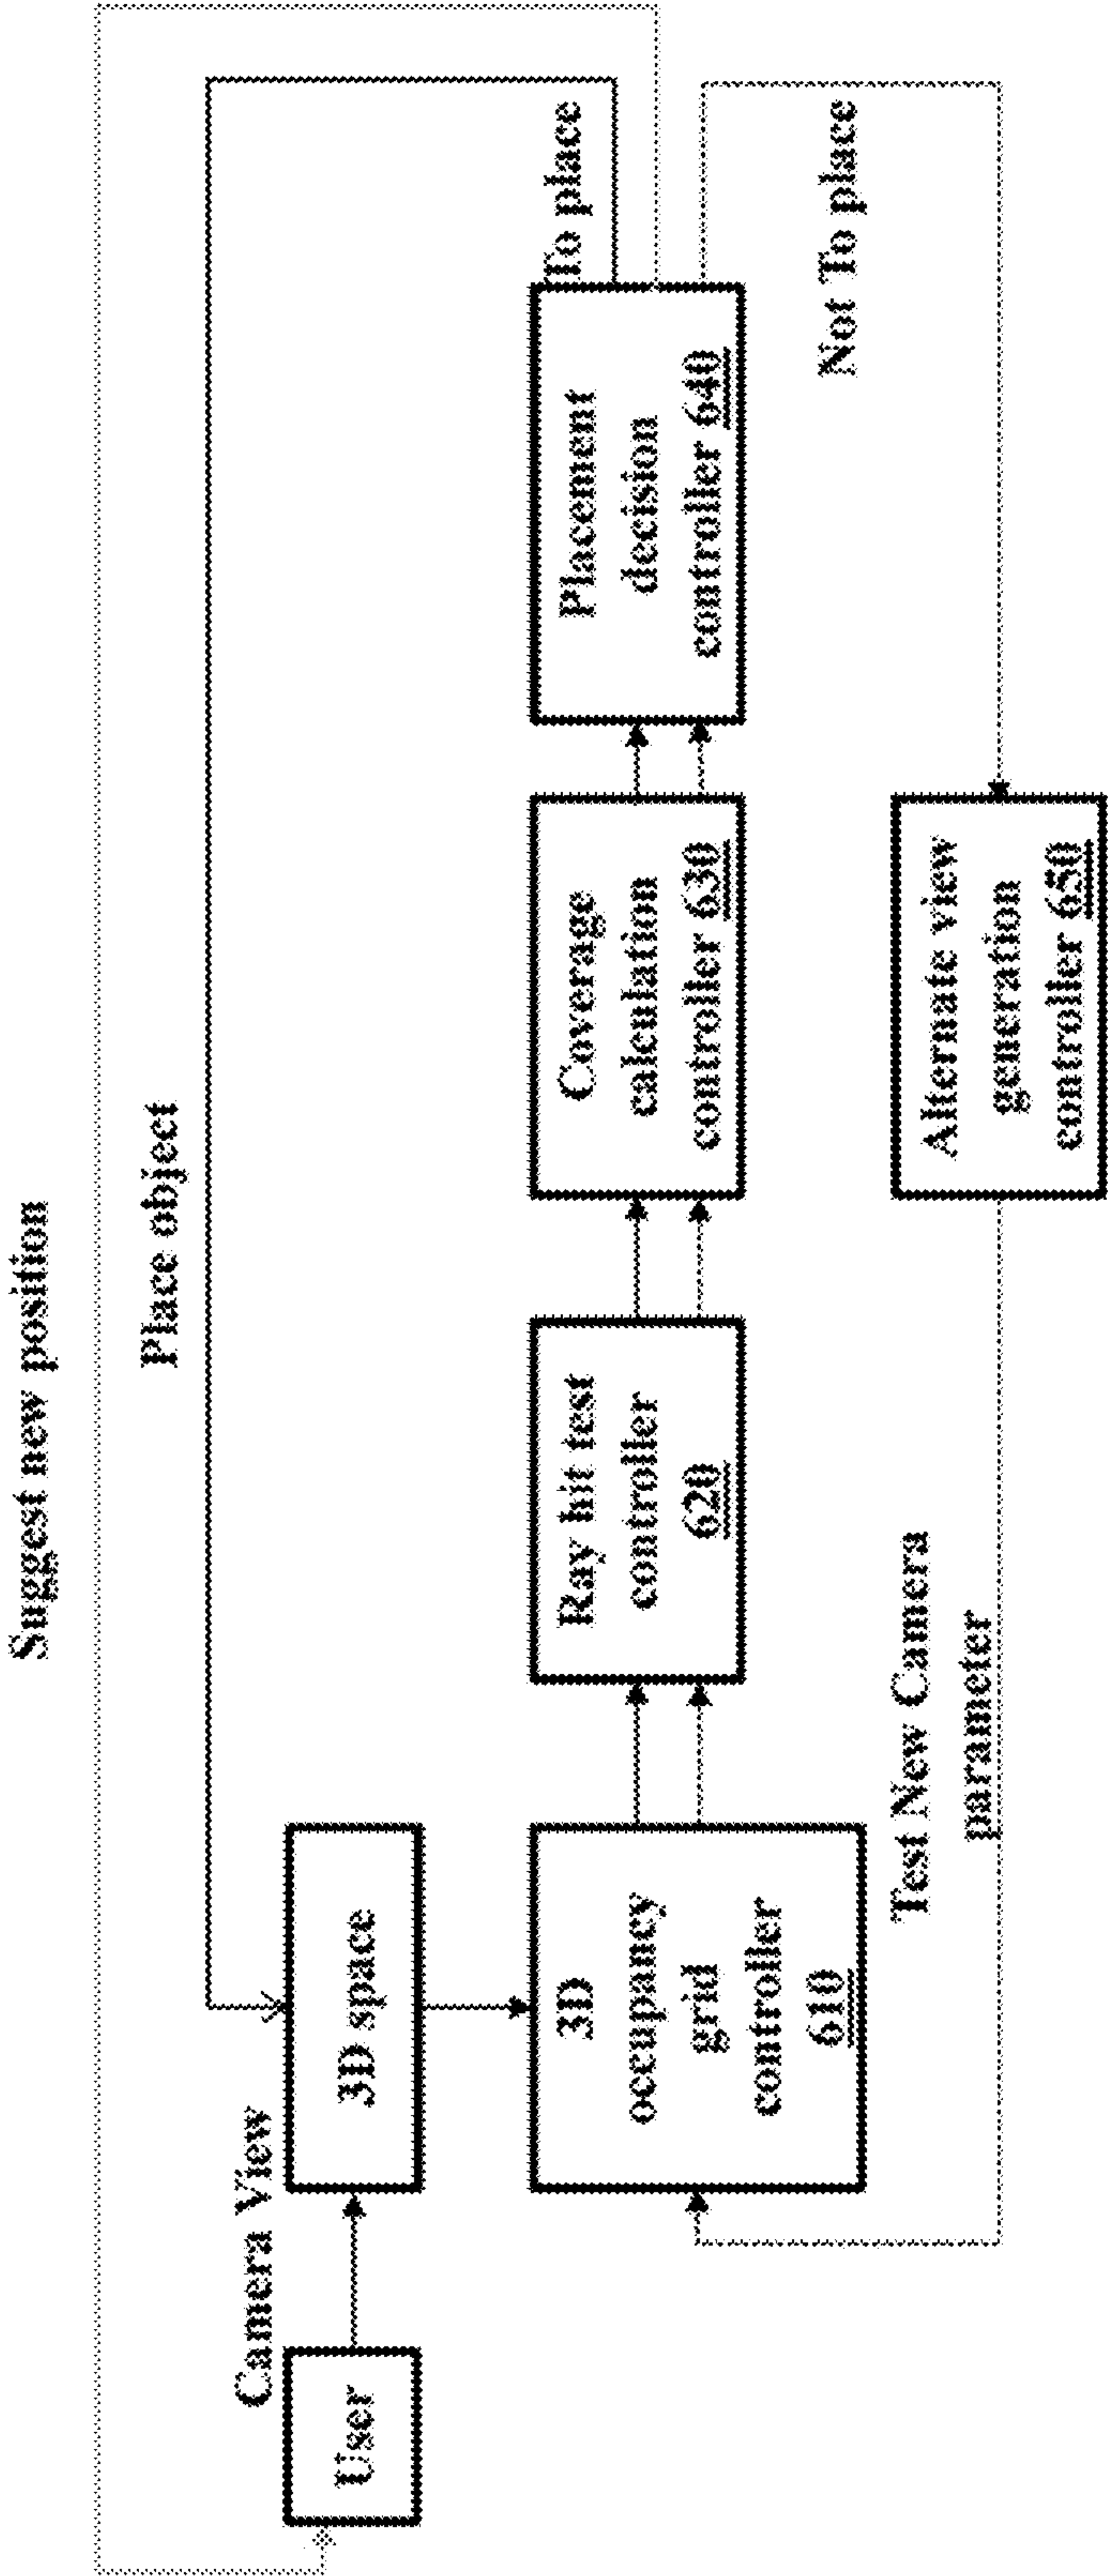 Suggest new position
Place object
Camera View
User
3D space
3D
occupancy
grid
controller
610
Ray hit test
controller
620
Coverage
calculation
controller 630
Placement
decision
controller 640
To place
Not To place
Alternate view
generation
controller 650
Test New Camera
parameter